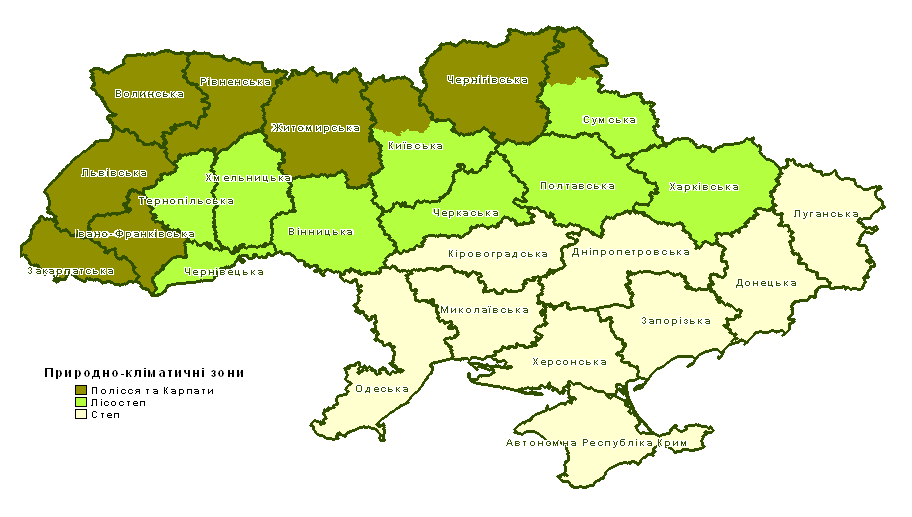 Чернігівська
Рівненська
Волинська
Сумська
Житомирська
Київська
Львівська
Хмельницька
Полтавська
Харківська
Тернопільська
Черкаська
Луганська
Івано-Франківська
Вінницька
Кіровоградська
Дніпропетровська
Закарпатська
Чернівецька
Донецька
Миколаївська
Запорізька
Херсонська
Одеська
Автономна Республіка Крим
Природно-кліматичні зони
Полісся та Карпати
Лісостеп
Степ